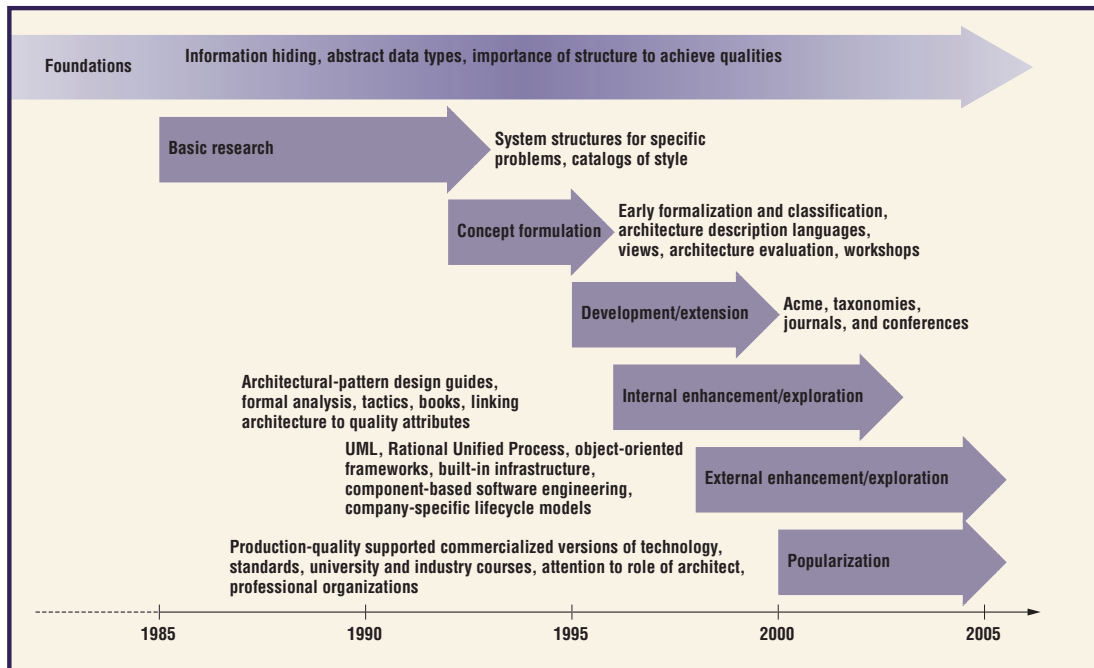 Foundations
Information hiding, abstract data types, importance of structure to achieve qualities
Basic research
System structures for specific
problems, catalogs of style
Concept formulation
Early formalization and classification,
architecture description languages,
views, architecture evaluation, workshops
Development/extension
Acme, taxonomies,
journals, and conferences
Architectural-pattern design guides,
formal analysis, tactics, books, linking
architecture to quality attributes
Internal enhancement/exploration
UML, Rational Unified Process, object-oriented
frameworks, built-in infrastructure,
component-based software engineering,
company-specific lifecycle models
External enhancement/exploration
Production-quality supported commercialized versions of technology,
standards, university and industry courses, attention to role of architect,
professional organizations
Popularization
1985 1990 1995 2000 2005